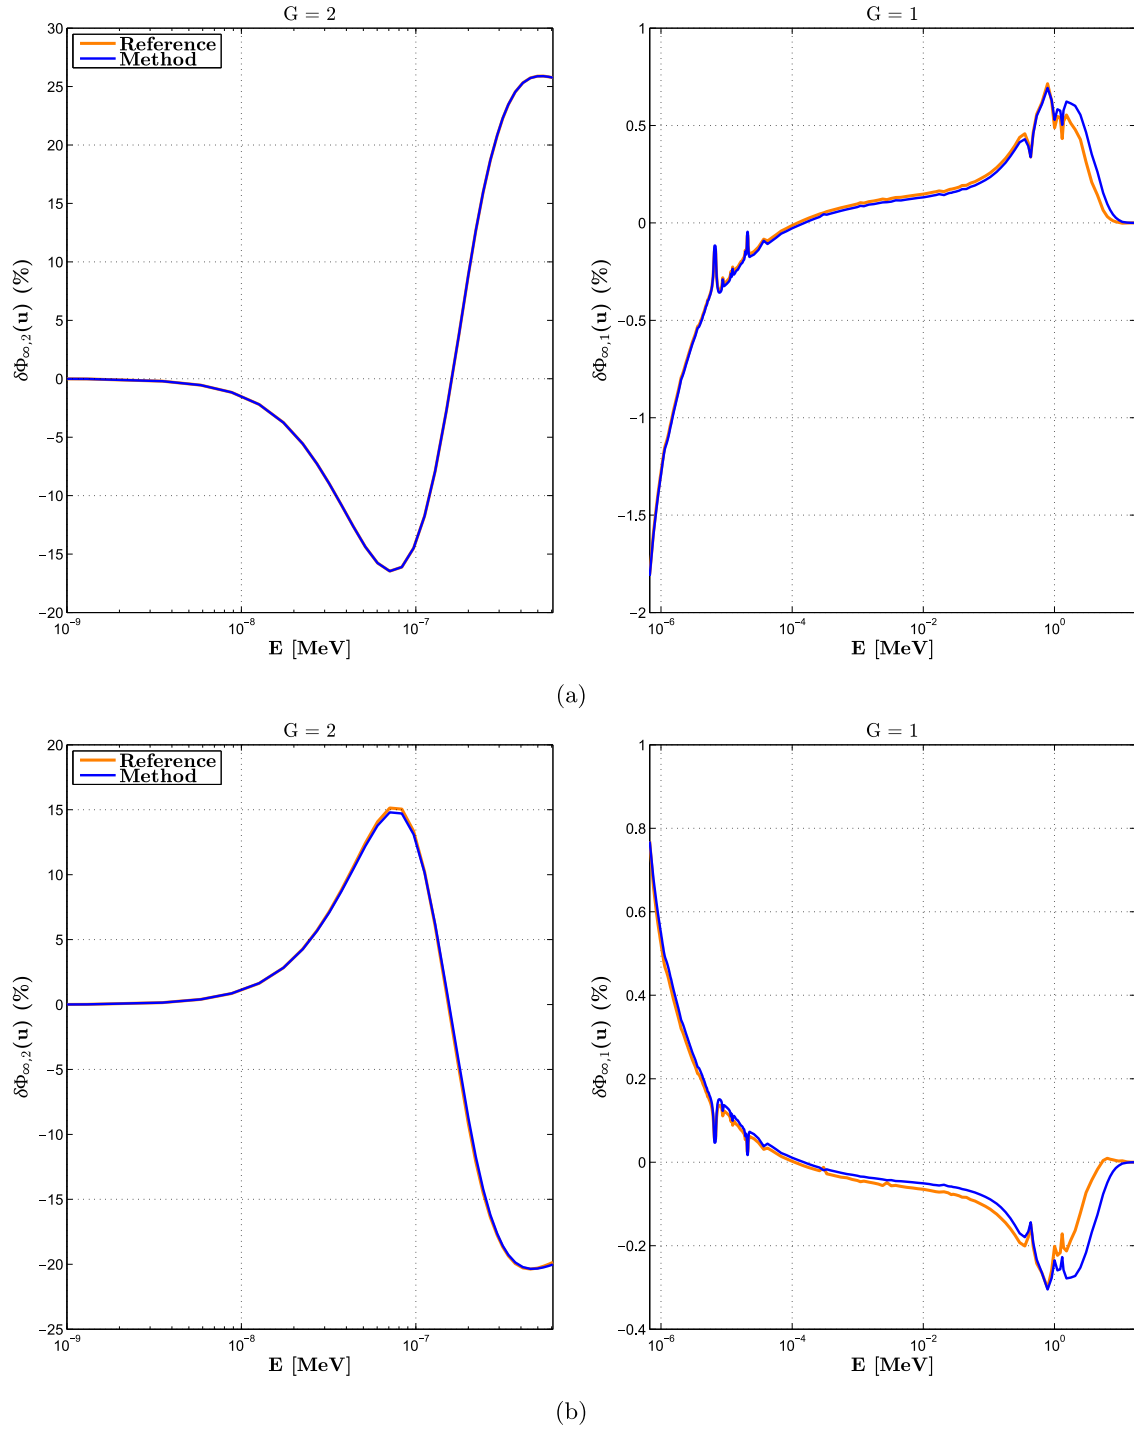 G = 2
30
25
20
15
10
5
0
−5
−10
−15
−20
Reference
Method
δΦ∞,2(u) (%)
10⁻⁹
10⁻⁸
10⁻⁷
E [MeV]
G = 1
1
0.5
0
−0.5
−1
−1.5
−2
δΦ∞,1(u) (%)
10⁻⁶
10⁻⁴
10⁻²
10⁰
E [MeV]
(a)
G = 2
20
15
10
5
0
−5
−10
−15
−20
−25
Reference
Method
δΦ∞,2(u) (%)
10⁻⁹
10⁻⁸
10⁻⁷
E [MeV]
G = 1
1
0.8
0.6
0.4
0.2
0
−0.2
−0.4
δΦ∞,1(u) (%)
10⁻⁶
10⁻⁴
10⁻²
10⁰
E [MeV]
(b)